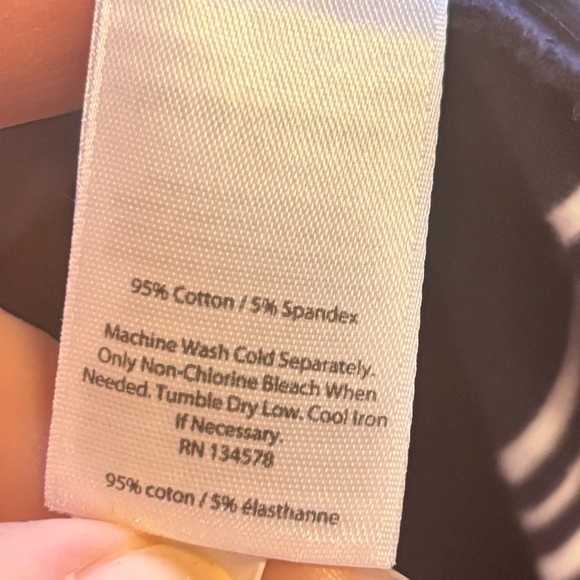 95% Cotton / 5% Spandex
Machine Wash Cold Separately.
Only Non-Chlorine Bleach When
Needed. Tumble Dry Low. Cool Iron
If Necessary.
RN 134578
95% coton / 5% élasthanne